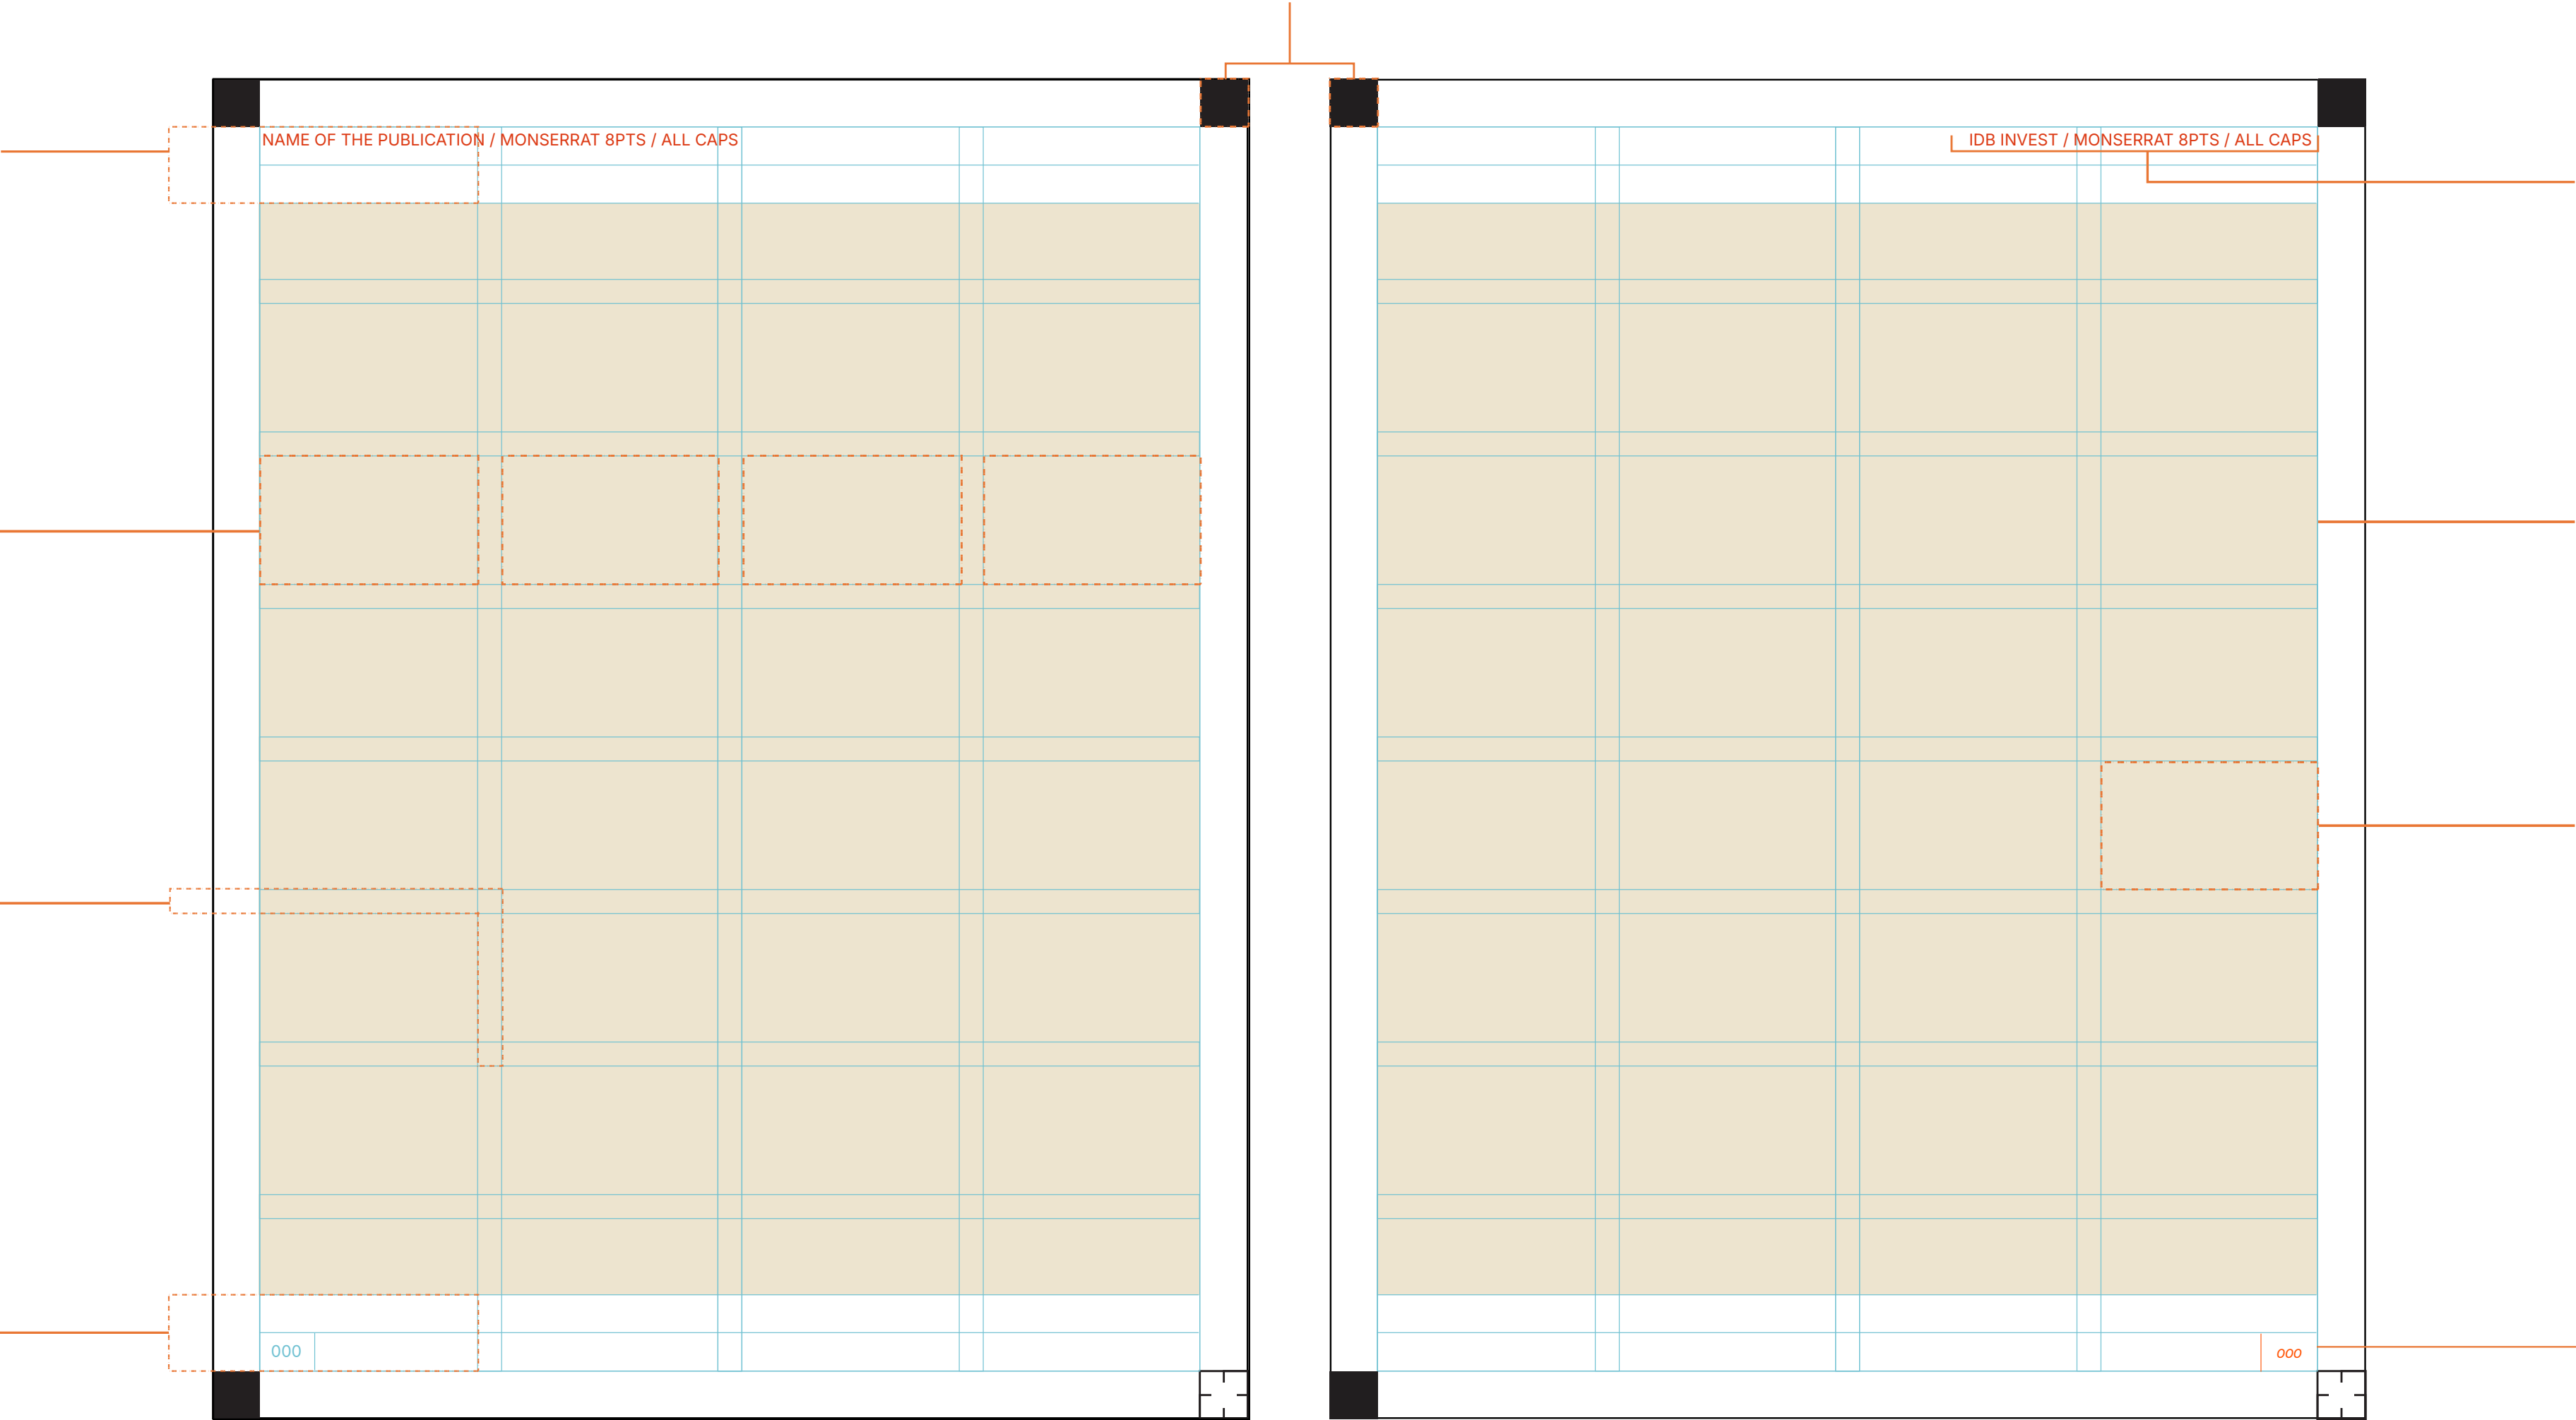 NAME OF THE PUBLICATION / MONSERRAT 8PTS / ALL CAPS
IDB INVEST / MONSERRAT 8PTS / ALL CAPS
000
000